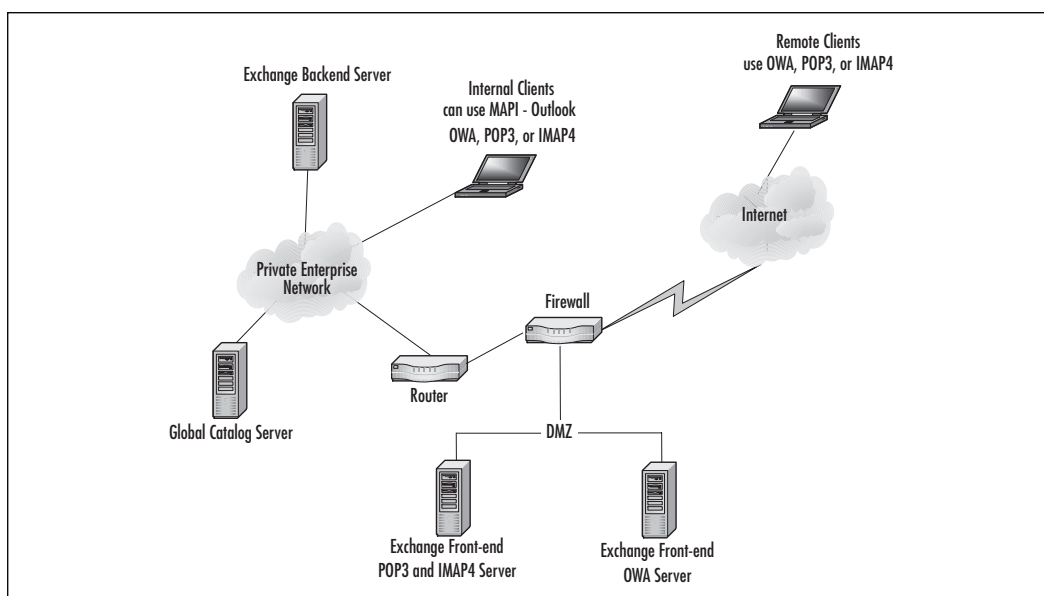 Remote Clients
use OWA, POP3, or IMAP4
Exchange Backend Server
Internal Clients
can use MAPI - Outlook
OWA, POP3, or IMAP4
Internet
Private Enterprise
Network
Firewall
Router
Global Catalog Server
DMZ
Exchange Front-end
POP3 and IMAP4 Server
Exchange Front-end
OWA Server